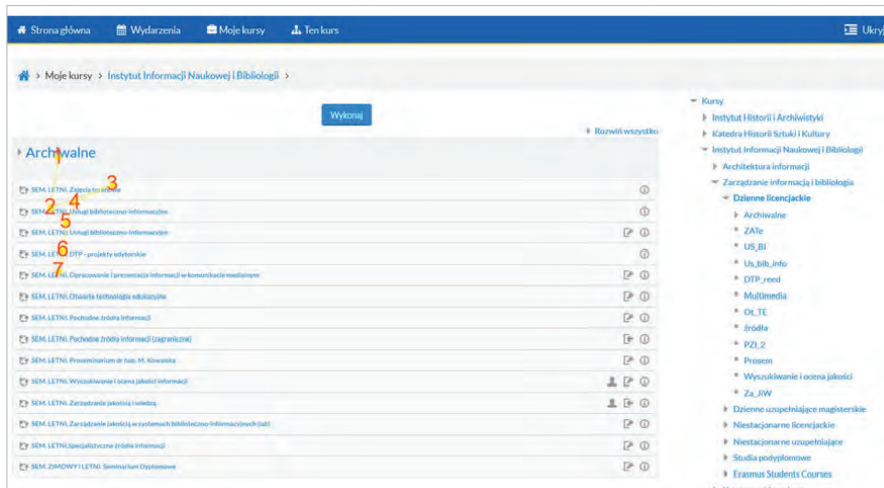 Strona główna Wydarzenia Moje kursy Ten kurs Ukryj
> Moje kursy > Instytut Informacji Naukowej i Bibliologii >
Wykonaj
Rozwiń wszystko
Archiwalne
1
SEM. LETNI. Zajęcia terenowe
3
2
4
SEM. LETNI. Usługi biblioteczno-informacyjne
5
SEM. LETNI. Usługi biblioteczno-informacyjne
6
SEM. LETNI. DTP - projekty edytorskie
7
SEM. LETNI. Opracowanie i prezentacja informacji w komunikacie medialnym
SEM. LETNI. Otwarte technologie edukacyjne
SEM. LETNI. Pochodne źródła informacji
SEM. LETNI. Pochodne źródła informacji (zagraniczne)
SEM. LETNI. Proseminarium dr hab. M. Kowalska
SEM. LETNI. Wyszukiwanie i ocena jakości informacji
SEM. LETNI. Zarządzanie jakością i wiedzą
SEM. LETNI. Zarządzanie jakością w systemach biblioteczno-informacyjnych
SEM. LETNI.Specjalistyczne źródła informacji
SEM. ZIMOWY I LETNI. Seminarium Dyplomowe
Kursy
Instytut Historii i Archiwistyki
Katedra Historii Sztuki i Kultury
Instytut Informacji Naukowej i Bibliologii
Architektura informacji
Zarządzanie informacją i bibliologia
Dzienne licencjackie
Archiwalne
ZATe
US_BI
Us_bib_info
DTP_reed
Multimedia
Ot_TE
źródła
PZI_2
Prosem
Wyszukiwanie i ocena jakości
Za_JiW
Dzienne uzupełniające magisterskie
Niestacjonarne licencjackie
Niestacjonarne uzupełniające
Studia podyplomowe
Erasmus Students Courses